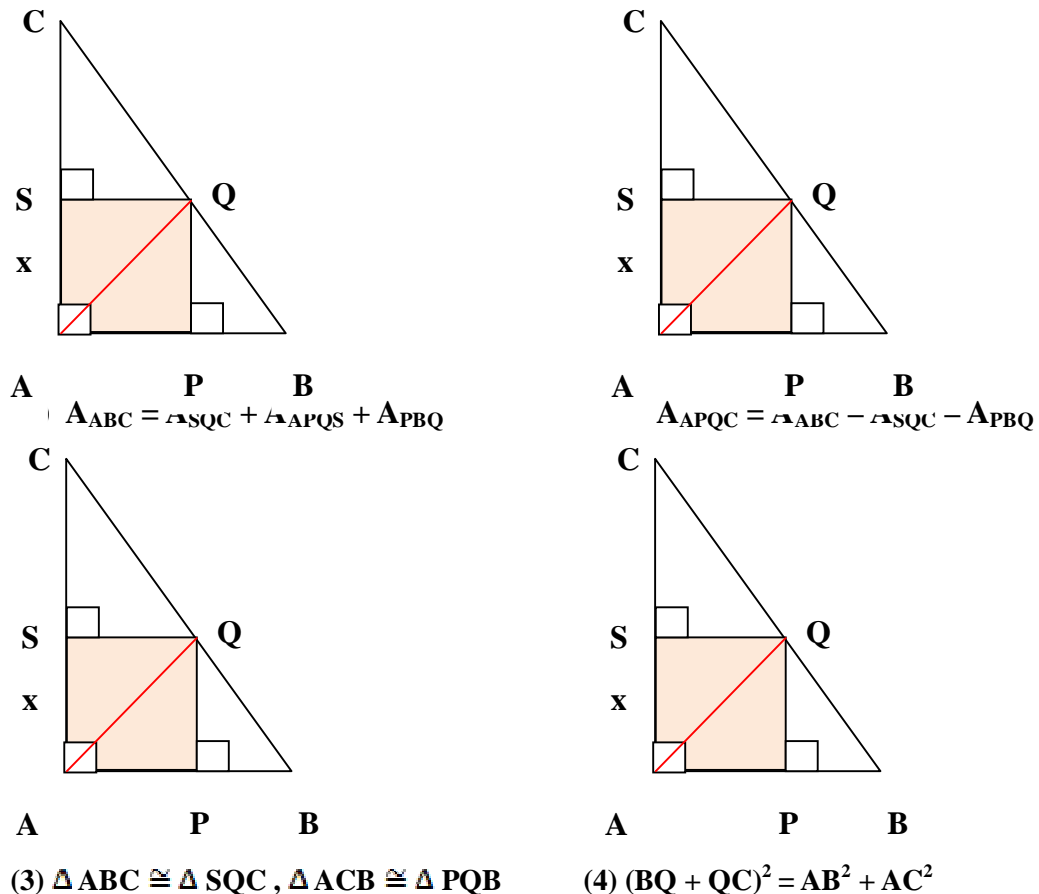 C C
S Q S Q
x x
A P B A P B
A_ABC = A_SQC + A_APQS + A_PBQ A_APQC = A_ABC − A_SQC − A_PBQ
C C
S Q S Q
x x
A P B A P B
(3) Δ ABC ≅ Δ SQC , Δ ACB ≅ Δ PQB (4) (BQ + QC)² = AB² + AC²